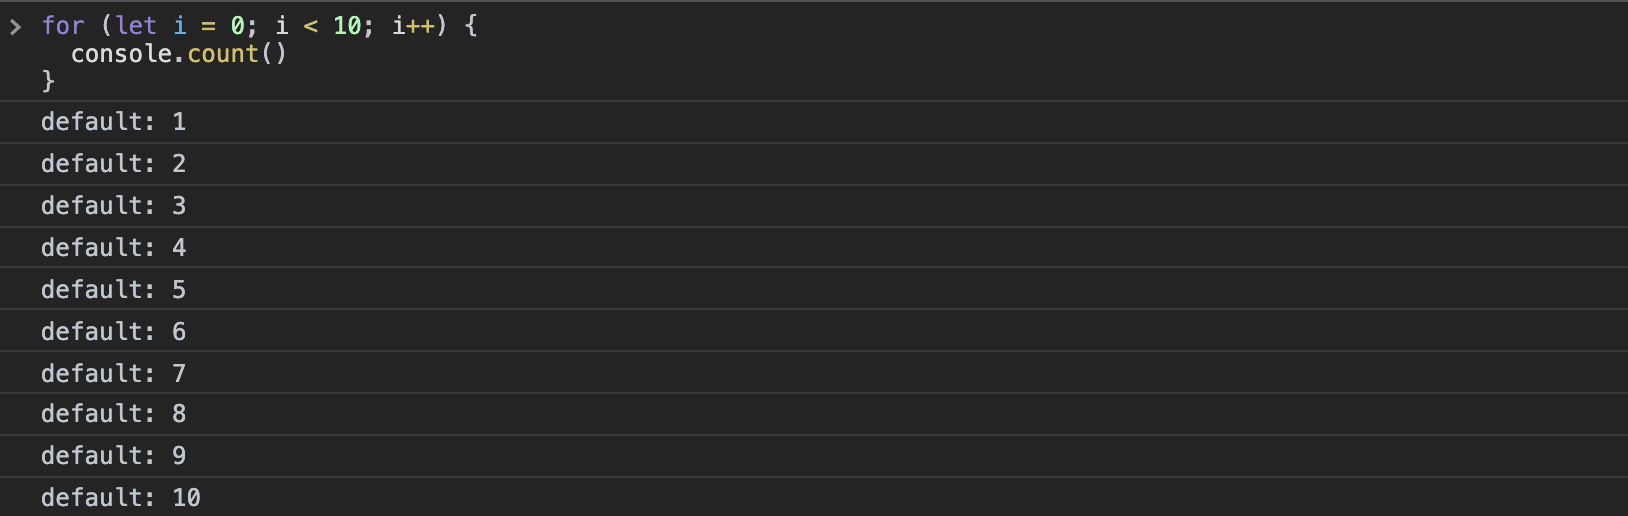 for (let i = 0; i < 10; i++) {
  console.count()
}
default: 1
default: 2
default: 3
default: 4
default: 5
default: 6
default: 7
default: 8
default: 9
default: 10